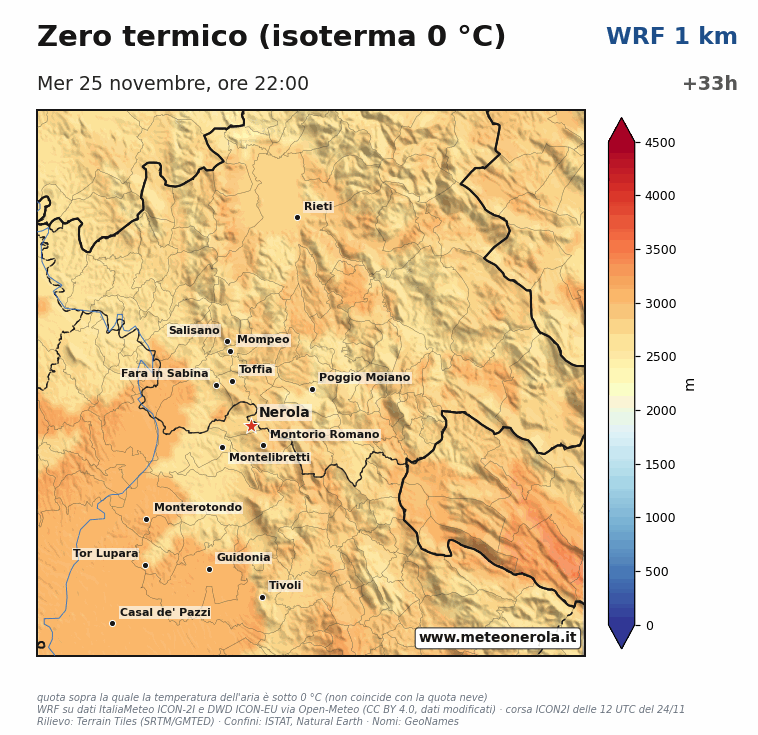 Zero termico (isoterma 0 °C)
WRF 1 km
Mer 25 novembre, ore 22:00
+33h
Rieti
Salisano
Mompeo
Toffia
Fara in Sabina
Poggio Moiano
Nerola
Montorio Romano
Montelibretti
Monterotondo
Tor Lupara
Guidonia
Tivoli
Casal de' Pazzi
www.meteonerola.it
4500
4000
3500
3000
2500
2000
1500
1000
500
0
m
quota sopra la quale la temperatura dell'aria è sotto 0 °C (non coincide con la quota neve)
WRF su dati ItaliaMeteo ICON-2I e DWD ICON-EU via Open-Meteo (CC BY 4.0, dati modificati) · corsa ICON2I delle 12 UTC del 24/11
Rilievo: Terrain Tiles (SRTM/GMTED) · Confini: ISTAT, Natural Earth · Nomi: GeoNames